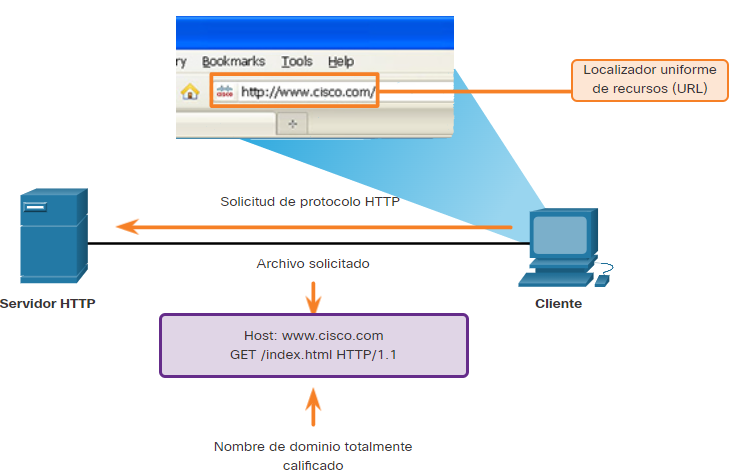 ry Bookmarks Tools Help
cisco http://www.cisco.com/
Localizador uniforme
de recursos (URL)
Solicitud de protocolo HTTP
Archivo solicitado
Servidor HTTP
Cliente
Host: www.cisco.com
GET /index.html HTTP/1.1
Nombre de dominio totalmente
calificado